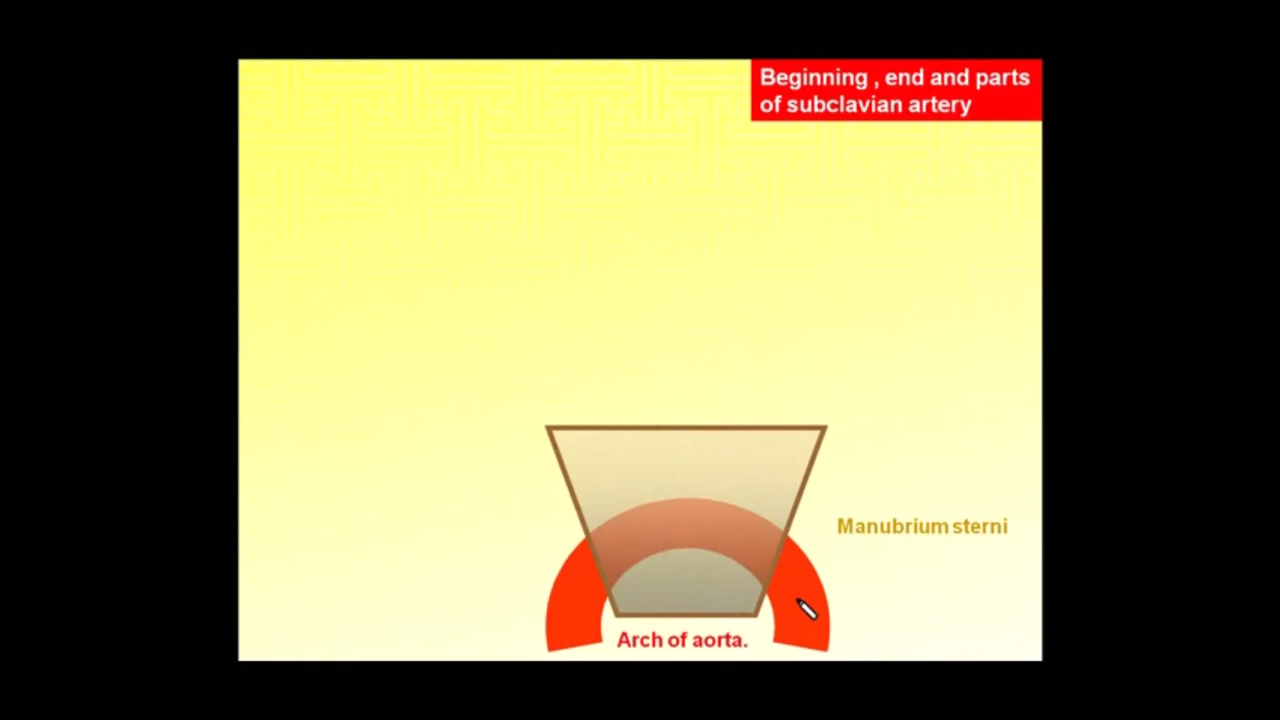 Beginning , end and parts
of subclavian artery
Manubrium sterni
Arch of aorta.